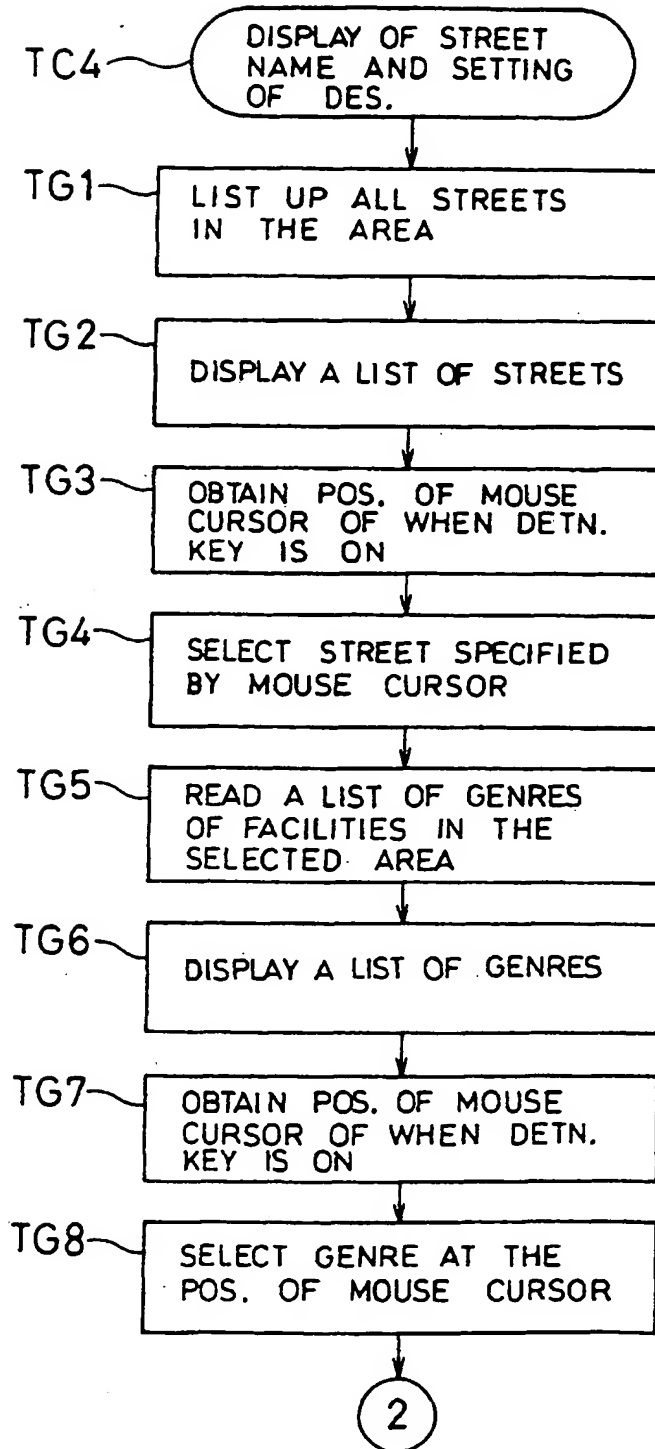 TC4
DISPLAY OF STREET
NAME AND SETTING
OF DES.
TG1
LIST UP ALL STREETS
IN THE AREA
TG2
DISPLAY A LIST OF STREETS
TG3
OBTAIN POS. OF MOUSE
CURSOR OF WHEN DETN.
KEY IS ON
TG4
SELECT STREET SPECIFIED
BY MOUSE CURSOR
TG5
READ A LIST OF GENRES
OF FACILITIES IN THE
SELECTED AREA
TG6
DISPLAY A LIST OF GENRES
TG7
OBTAIN POS. OF MOUSE
CURSOR OF WHEN DETN.
KEY IS ON
TG8
SELECT GENRE AT THE
POS. OF MOUSE CURSOR
2